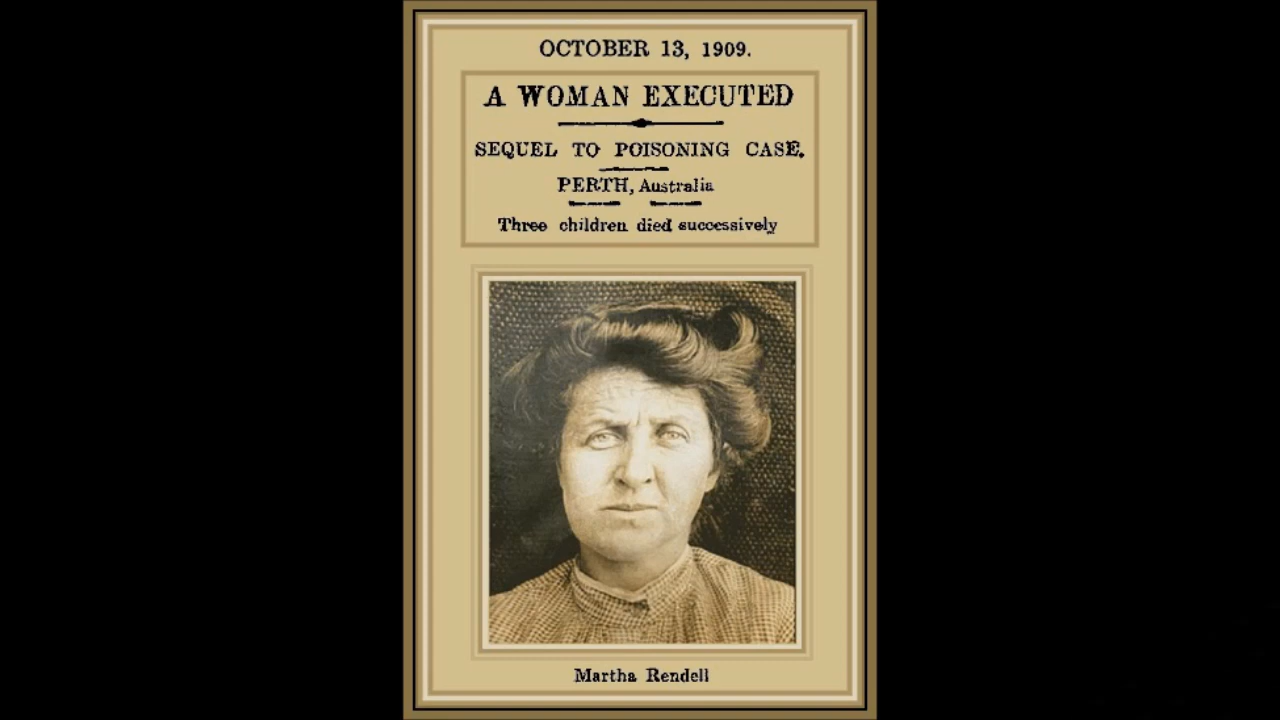 OCTOBER 13, 1909.
A WOMAN EXECUTED
SEQUEL TO POISONING CASE.
PERTH, Australia
Three children died successively
Martha Rendell